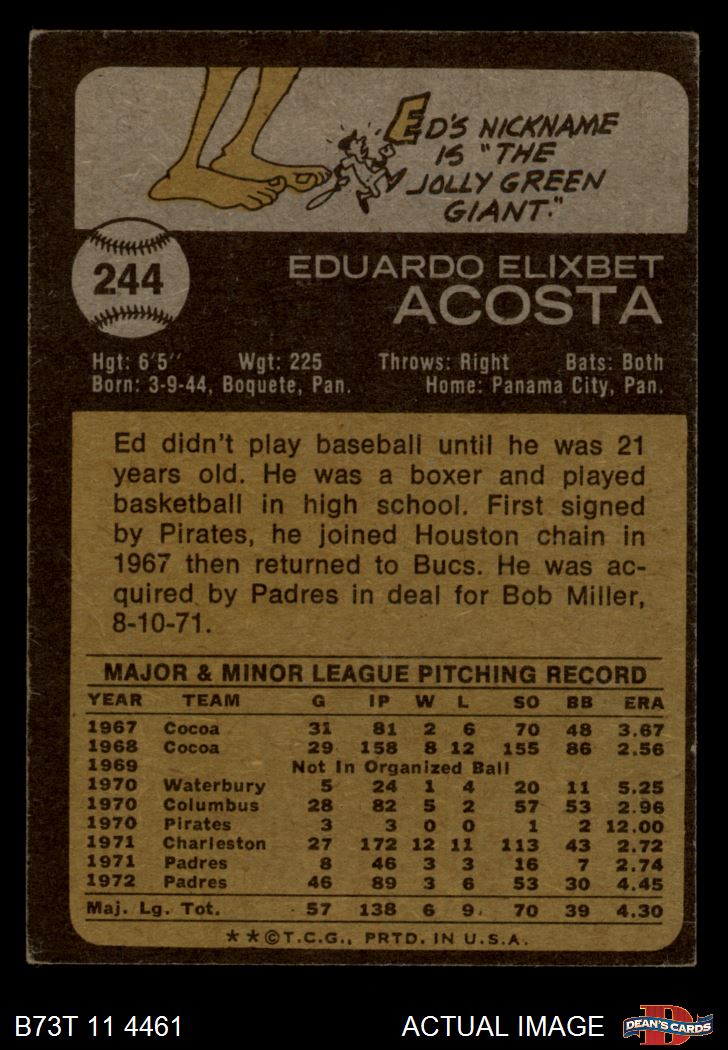 ED'S NICKNAME
IS "THE
JOLLY GREEN
GIANT."
244
EDUARDO ELIXBET
ACOSTA
Hgt: 6'5" Wgt: 225 Throws: Right Bats: Both
Born: 3-9-44, Boquete, Pan. Home: Panama City, Pan.
Ed didn't play baseball until he was 21
years old. He was a boxer and played
basketball in high school. First signed
by Pirates, he joined Houston chain in
1967 then returned to Bucs. He was ac-
quired by Padres in deal for Bob Miller,
8-10-71.
MAJOR & MINOR LEAGUE PITCHING RECORD
YEAR TEAM G IP W L SO BB ERA
1967 Cocoa 31 81 2 6 70 48 3.67
1968 Cocoa 29 158 8 12 155 86 2.56
1969 Not In Organized Ball
1970 Waterbury 5 24 1 4 20 11 5.25
1970 Columbus 28 82 5 2 57 53 2.96
1970 Pirates 3 3 0 0 1 2 12.00
1971 Charleston 27 172 12 11 113 43 2.72
1971 Padres 8 46 3 3 16 7 2.74
1972 Padres 46 89 3 6 53 30 4.45
Maj. Lg. Tot. 57 138 6 9 70 39 4.30
**©T.C.G., PRTD. IN U.S.A.
B73T 11 4461 ACTUAL IMAGE
D
DEAN'S CARDS